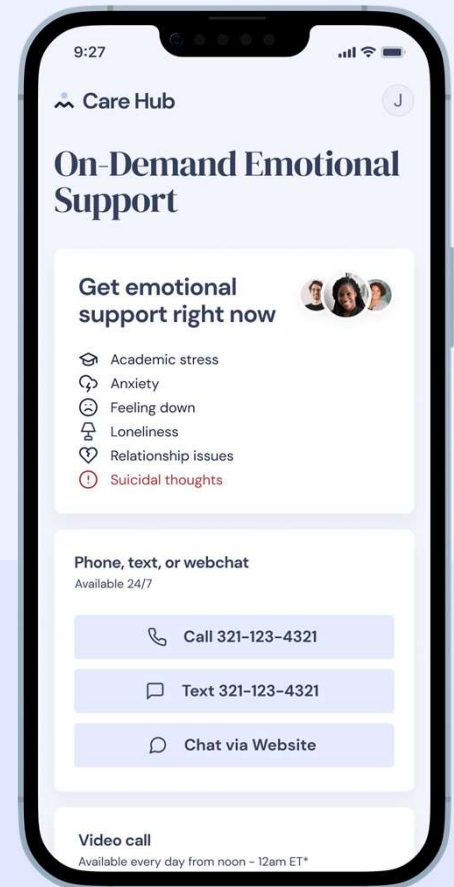 9:27
Care Hub
J
On-Demand Emotional
Support
Get emotional
support right now
Academic stress
Anxiety
Feeling down
Loneliness
Relationship issues
Suicidal thoughts
Phone, text, or webchat
Available 24/7
Call 321-123-4321
Text 321-123-4321
Chat via Website
Video call
Available every day from noon - 12am ET*